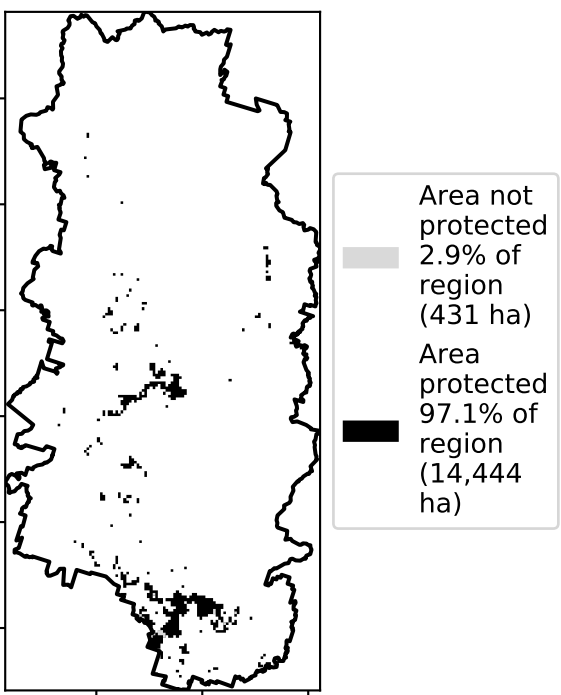 Area not
protected
2.9% of
region
(431 ha)
Area
protected
97.1% of
region
(14,444
ha)